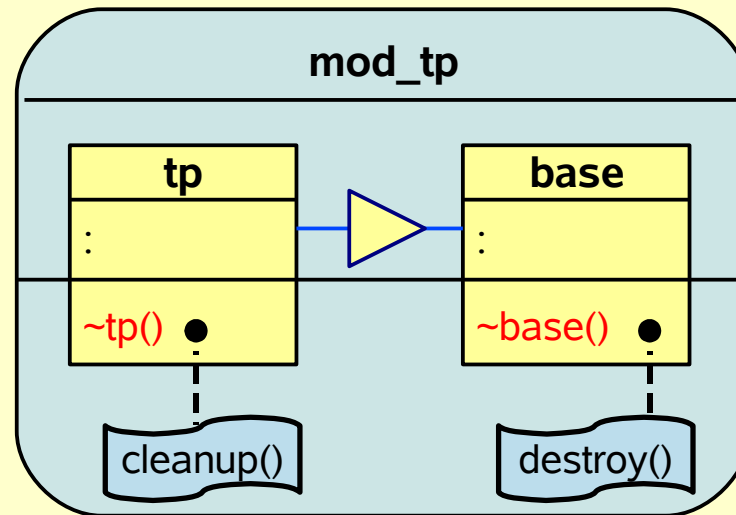 mod_tp
tp
base
:
:
~tp()
~base()
cleanup()
destroy()